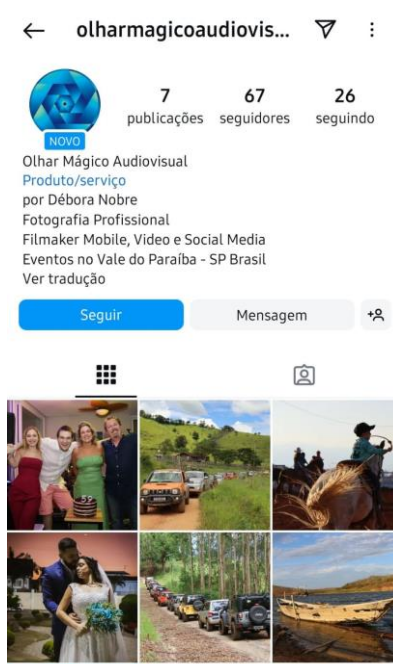 olharmagicoaudiovis...
7 67 26
publicações seguidores seguindo
NOVO
Olhar Mágico Audiovisual
Produto/serviço
por Débora Nobre
Fotografia Profissional
Filmaker Mobile, Video e Social Media
Eventos no Vale do Paraíba - SP Brasil
Ver tradução
Seguir Mensagem
59